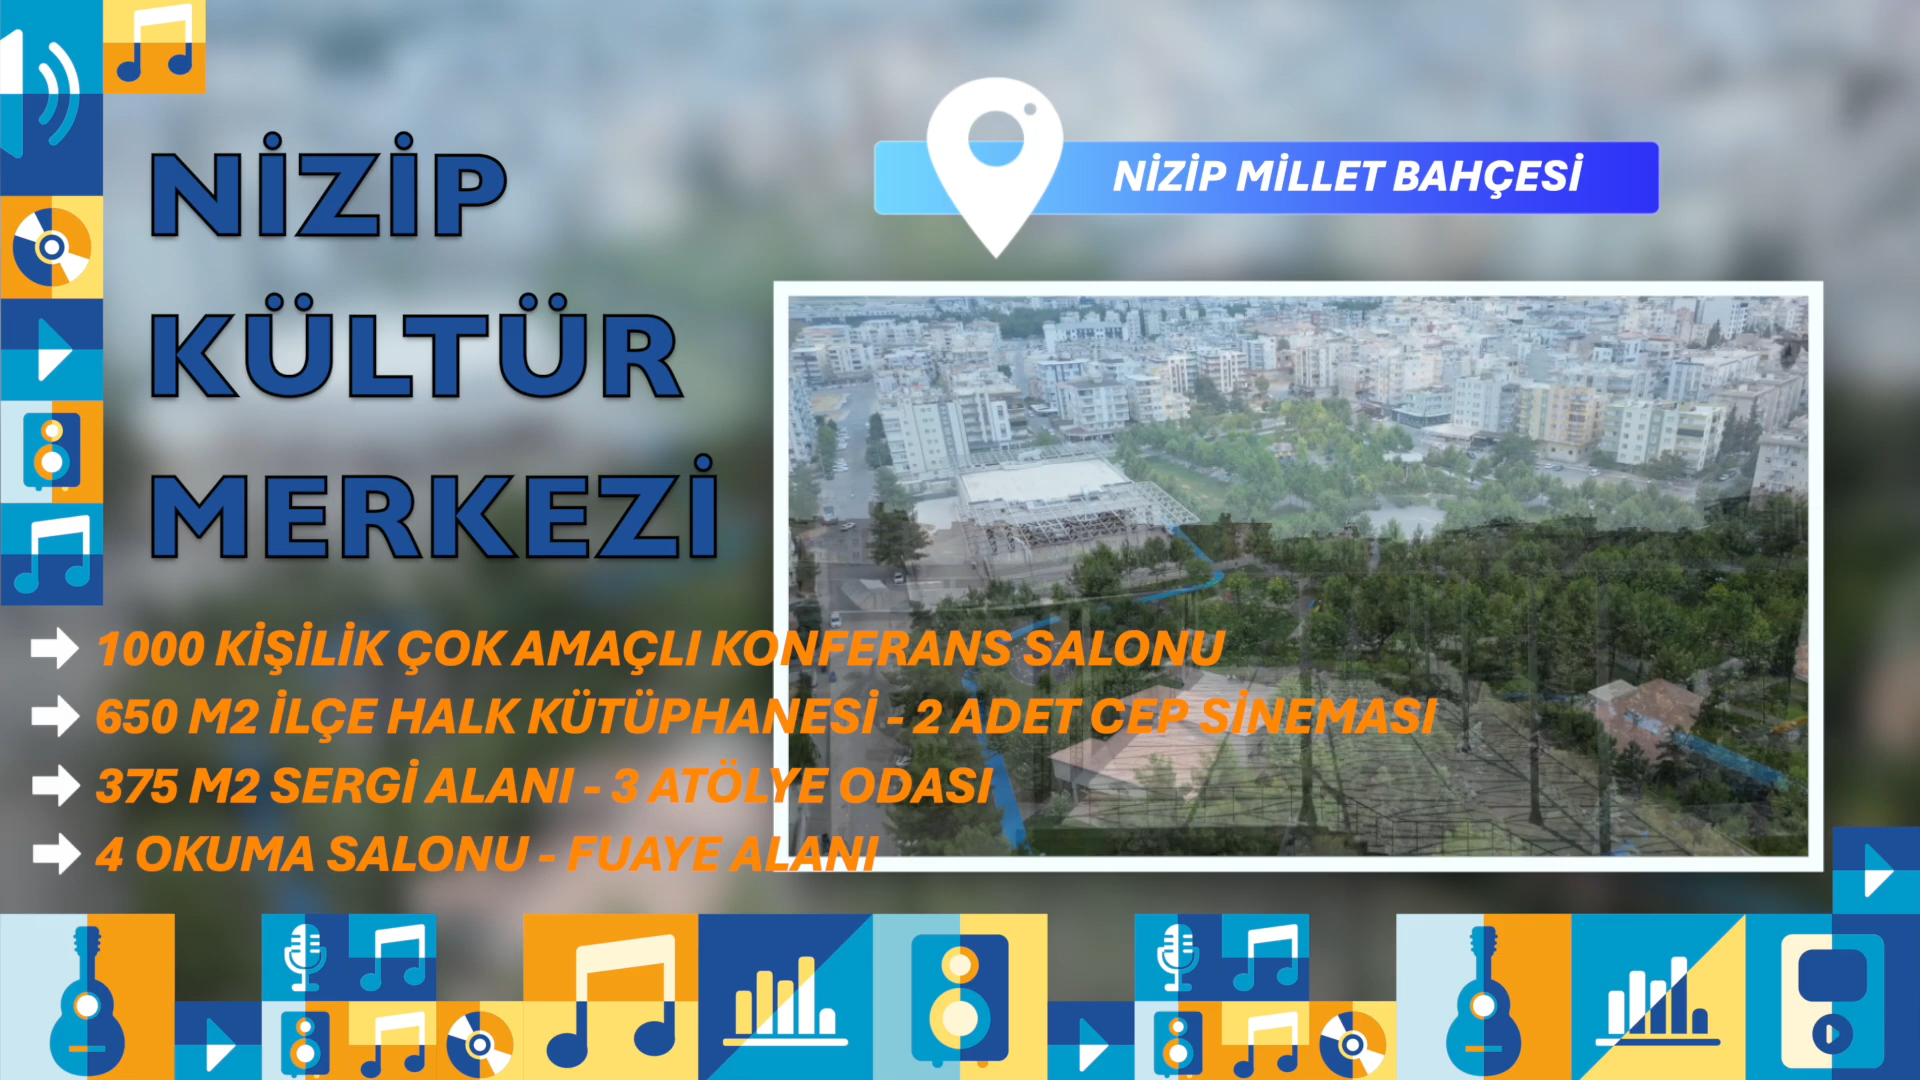 NİZİP
KÜLTÜR
MERKEZİ
NİZİP MİLLET BAHÇESİ
1000 KİŞİLİK ÇOK AMAÇLI KONFERANS SALONU
650 M2 İLÇE HALK KÜTÜPHANESİ - 2 ADET CEP SİNEMASI
375 M2 SERGİ ALANI - 3 ATÖLYE ODASI
4 OKUMA SALONU - FUAYE ALANI